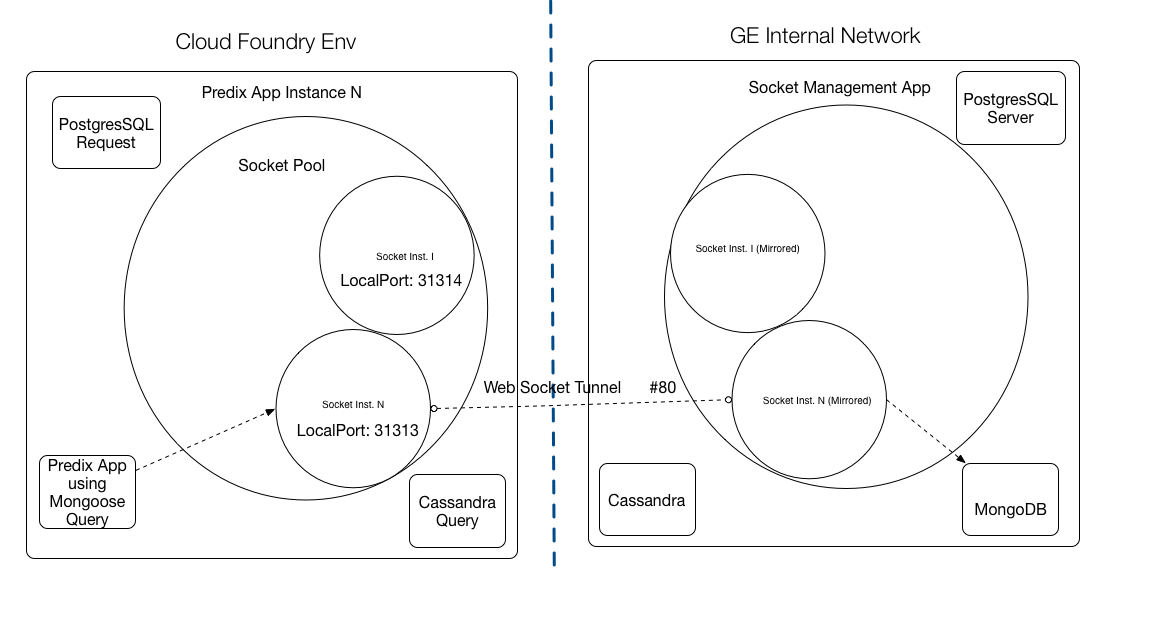 Cloud Foundry Env
GE Internal Network
Predix App Instance N
PostgresSQL
Request
Socket Pool
Socket Inst. I
LocalPort: 31314
Socket Inst. N
LocalPort: 31313
Predix App
using
Mongoose
Query
Cassandra
Query
Web Socket Tunnel #80
Socket Management App
PostgresSQL
Server
Socket Inst. I (Mirrored)
Socket Inst. N (Mirrored)
Cassandra
MongoDB